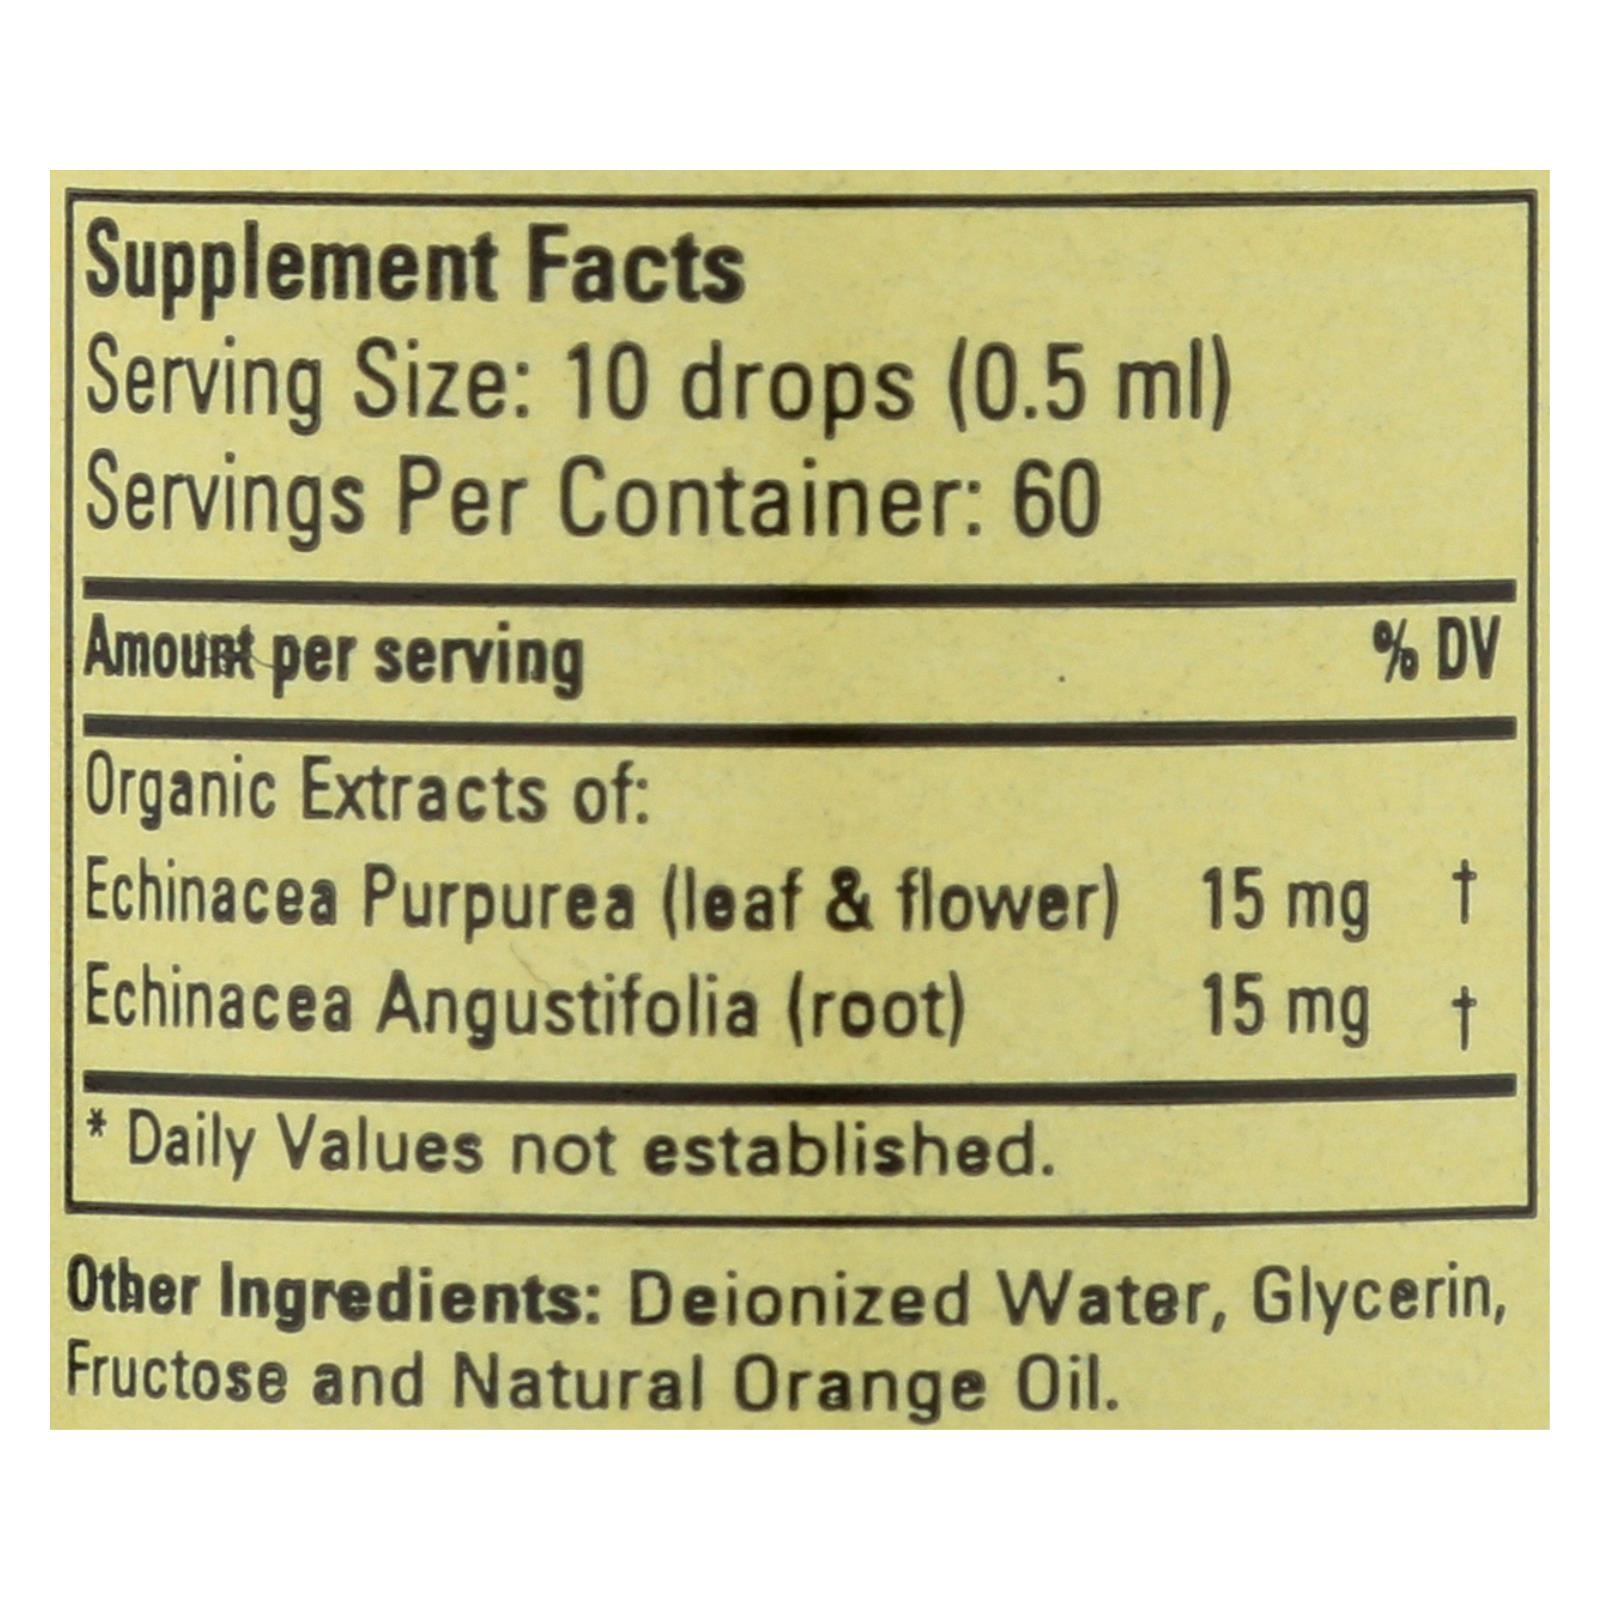 Supplement Facts
Serving Size: 10 drops (0.5 ml)
Servings Per Container: 60
Amount per serving % DV
Organic Extracts of:
Echinacea Purpurea (leaf & flower) 15 mg †
Echinacea Angustifolia (root) 15 mg †
* Daily Values not established.
Other Ingredients: Deionized Water, Glycerin,
Fructose and Natural Orange Oil.